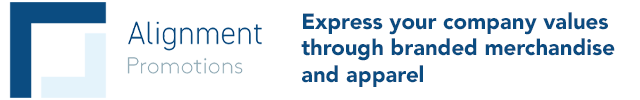 Alignment
Promotions
Express your company values
through branded merchandise
and apparel